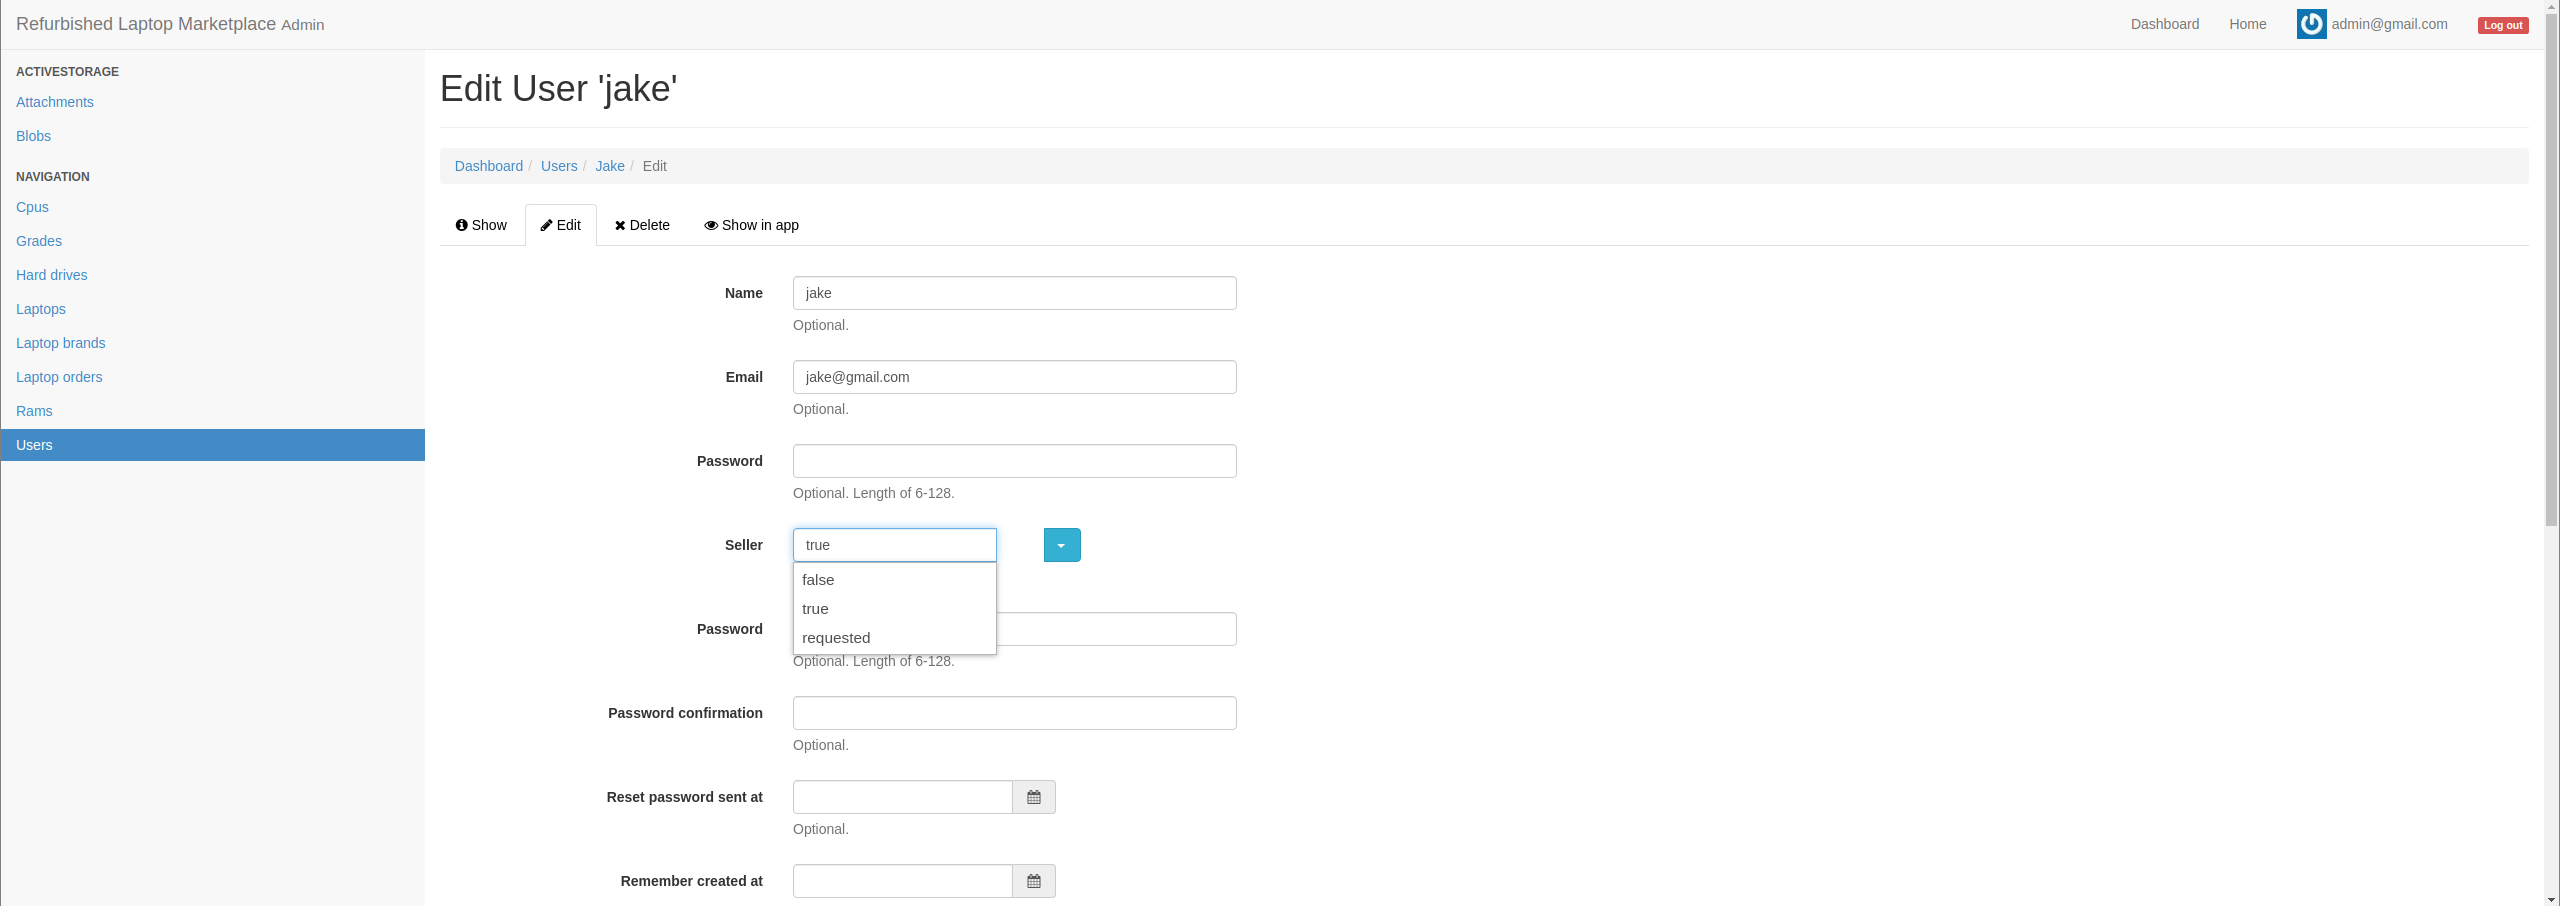 Refurbished Laptop Marketplace Admin
Dashboard Home admin@gmail.com Log out
ACTIVESTORAGE
Attachments
Blobs
NAVIGATION
Cpus
Grades
Hard drives
Laptops
Laptop brands
Laptop orders
Rams
Users
Edit User 'jake'
Dashboard / Users / Jake / Edit
Show Edit Delete Show in app
Name jake
Optional.
Email jake@gmail.com
Optional.
Password
Optional. Length of 6-128.
Seller true
false
true
requested
Password
Optional. Length of 6-128.
Password confirmation
Optional.
Reset password sent at
Optional.
Remember created at